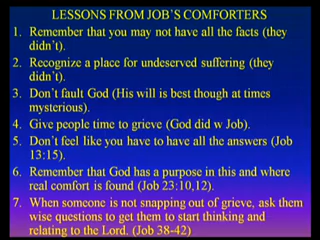 LESSONS FROM JOB'S COMFORTERS
1. Remember that you may not have all the facts (they
didn't).
2. Recognize a place for undeserved suffering (they
didn't).
3. Don't fault God (His will is best though at times
mysterious).
4. Give people time to grieve (God did w Job).
5. Don't feel like you have to have all the answers (Job
13:15).
6. Remember that God has a purpose in this and where
real comfort is found (Job 23:10,12).
7. When someone is not snapping out of grieve, ask them
wise questions to get them to start thinking and
relating to the Lord. (Job 38-42)